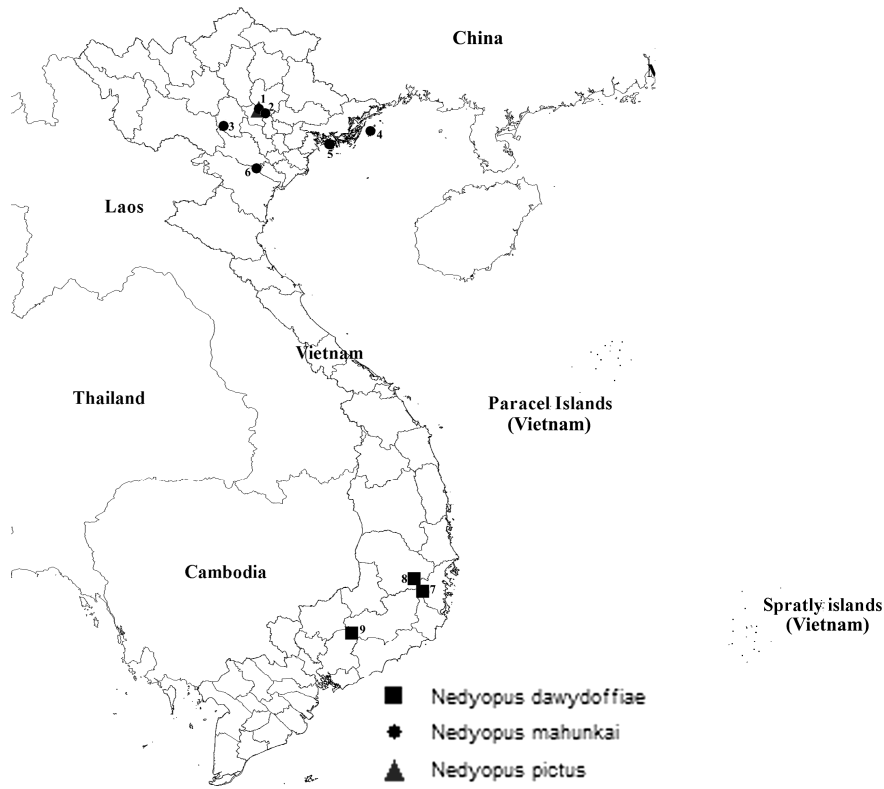 China
1
2
3
4
5
6
Laos
Vietnam
Thailand
Paracel Islands
(Vietnam)
Cambodia
8
7
Spratly islands
(Vietnam)
9
Nedyopus dawydoffiae
Nedyopus mahunkai
Nedyopus pictus